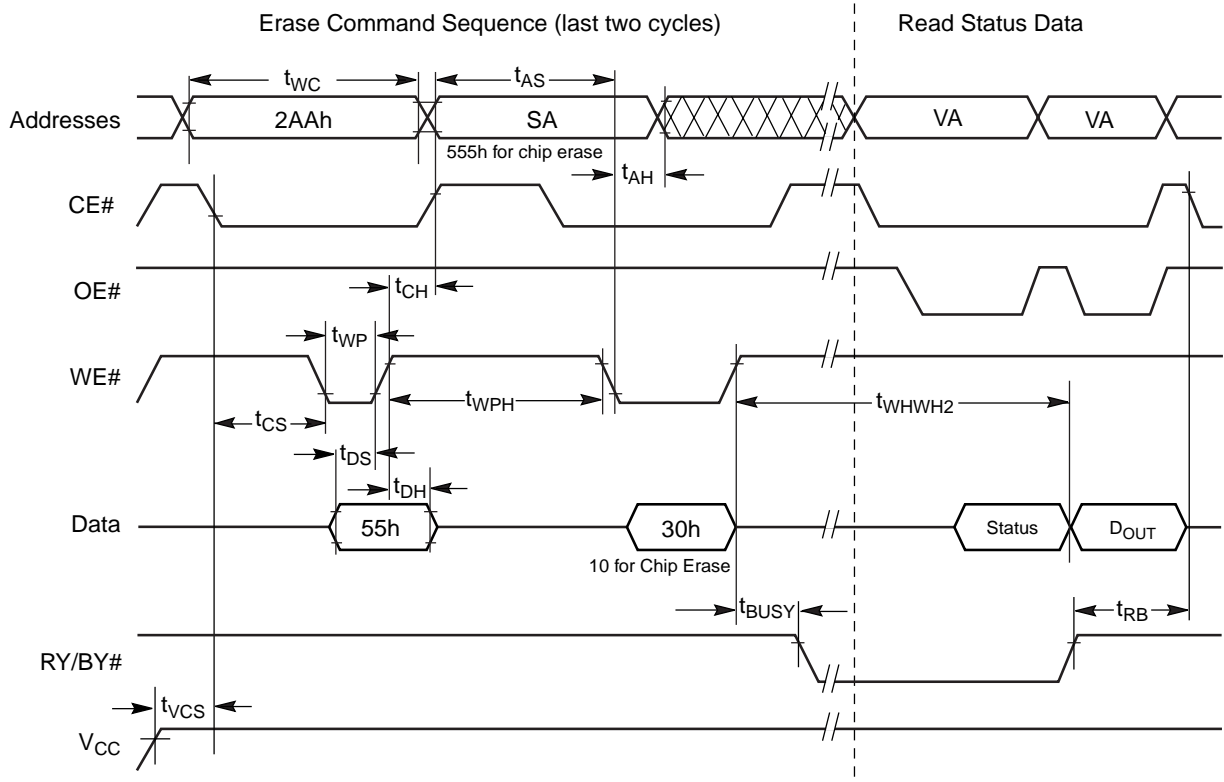 Erase Command Sequence (last two cycles) Read Status Data
tWC tAS
Addresses 2AAh SA VA VA
555h for chip erase
tAH
CE#
tCH
OE#
tWP
WE#
tWPH tWHWH2
tCS
tDS
tDH
Data 55h 30h Status DOUT
10 for Chip Erase
tBUSY tRB
RY/BY#
tVCS
VCC